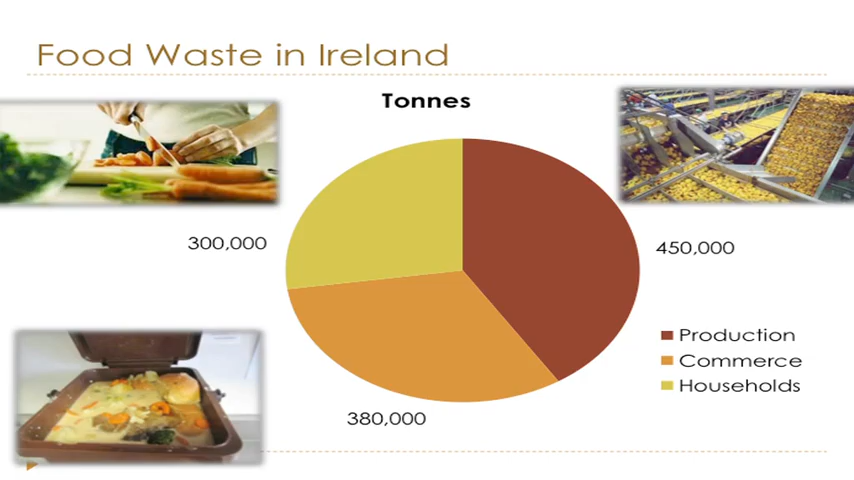 Food Waste in Ireland
Tonnes
300,000
450,000
380,000
Production
Commerce
Households